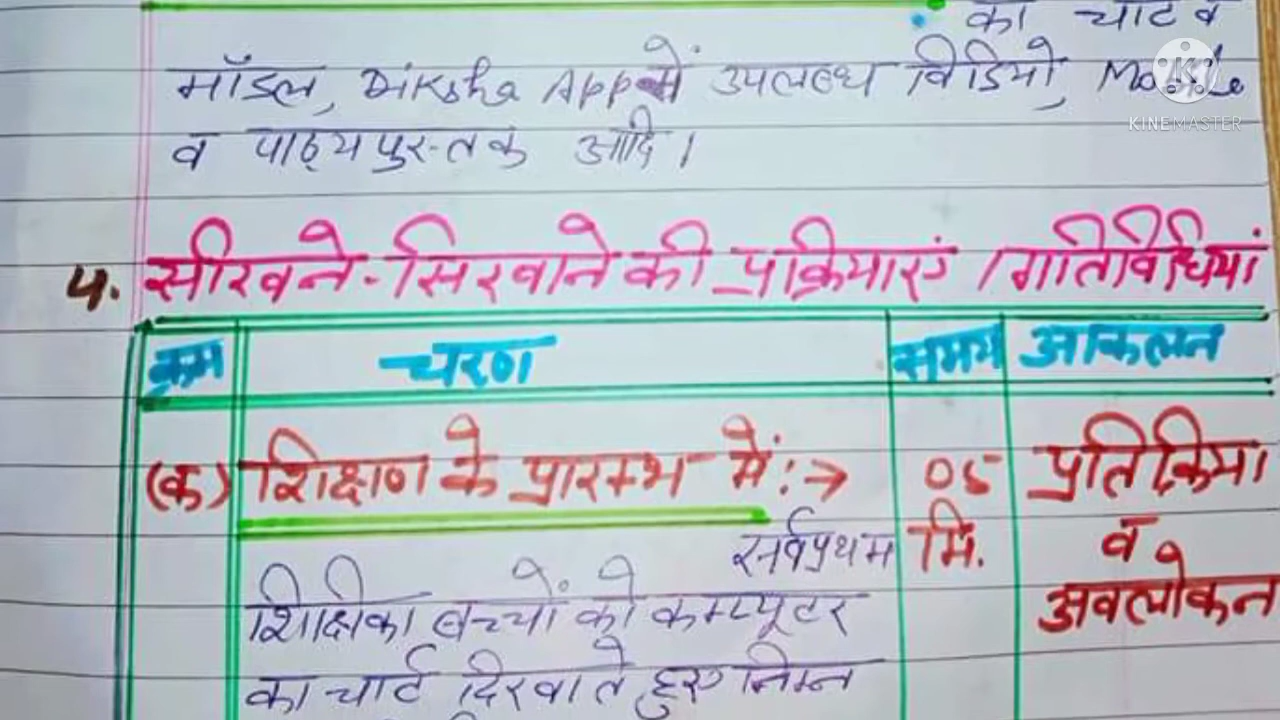 का चार्ट व
मॉडल, Diksha App में उपलब्ध विडियो,
व पाठ्यपुस्तक आदि।
KINEMASTER
4. सीखने-सिखाने की प्रक्रियाएं / गतिविधियां
क्रम चरण समय आकलन
(क) शिक्षण के प्रारम्भ में :→ 05 प्रतिक्रिया
सर्वप्रथम मि. व
शिक्षिका बच्चों को कम्प्यूटर अवलोकन
का चार्ट दिखाते हुए निम्न